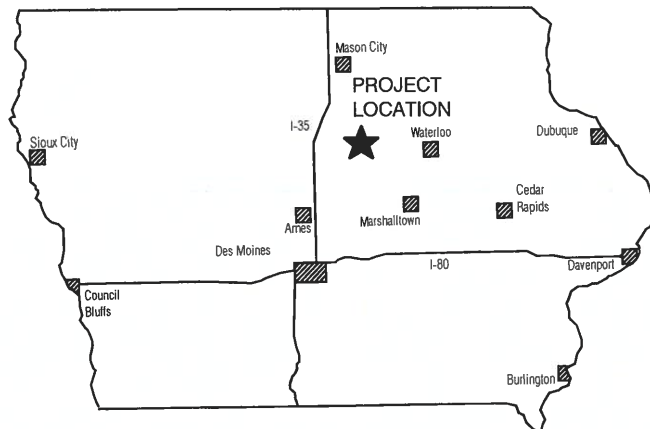 Mason City
PROJECT
LOCATION
I-35
Sioux City
Waterloo
Dubuque
Ames
Marshalltown
Cedar
Rapids
Des Moines
I-80
Davenport
Council
Bluffs
Burlington